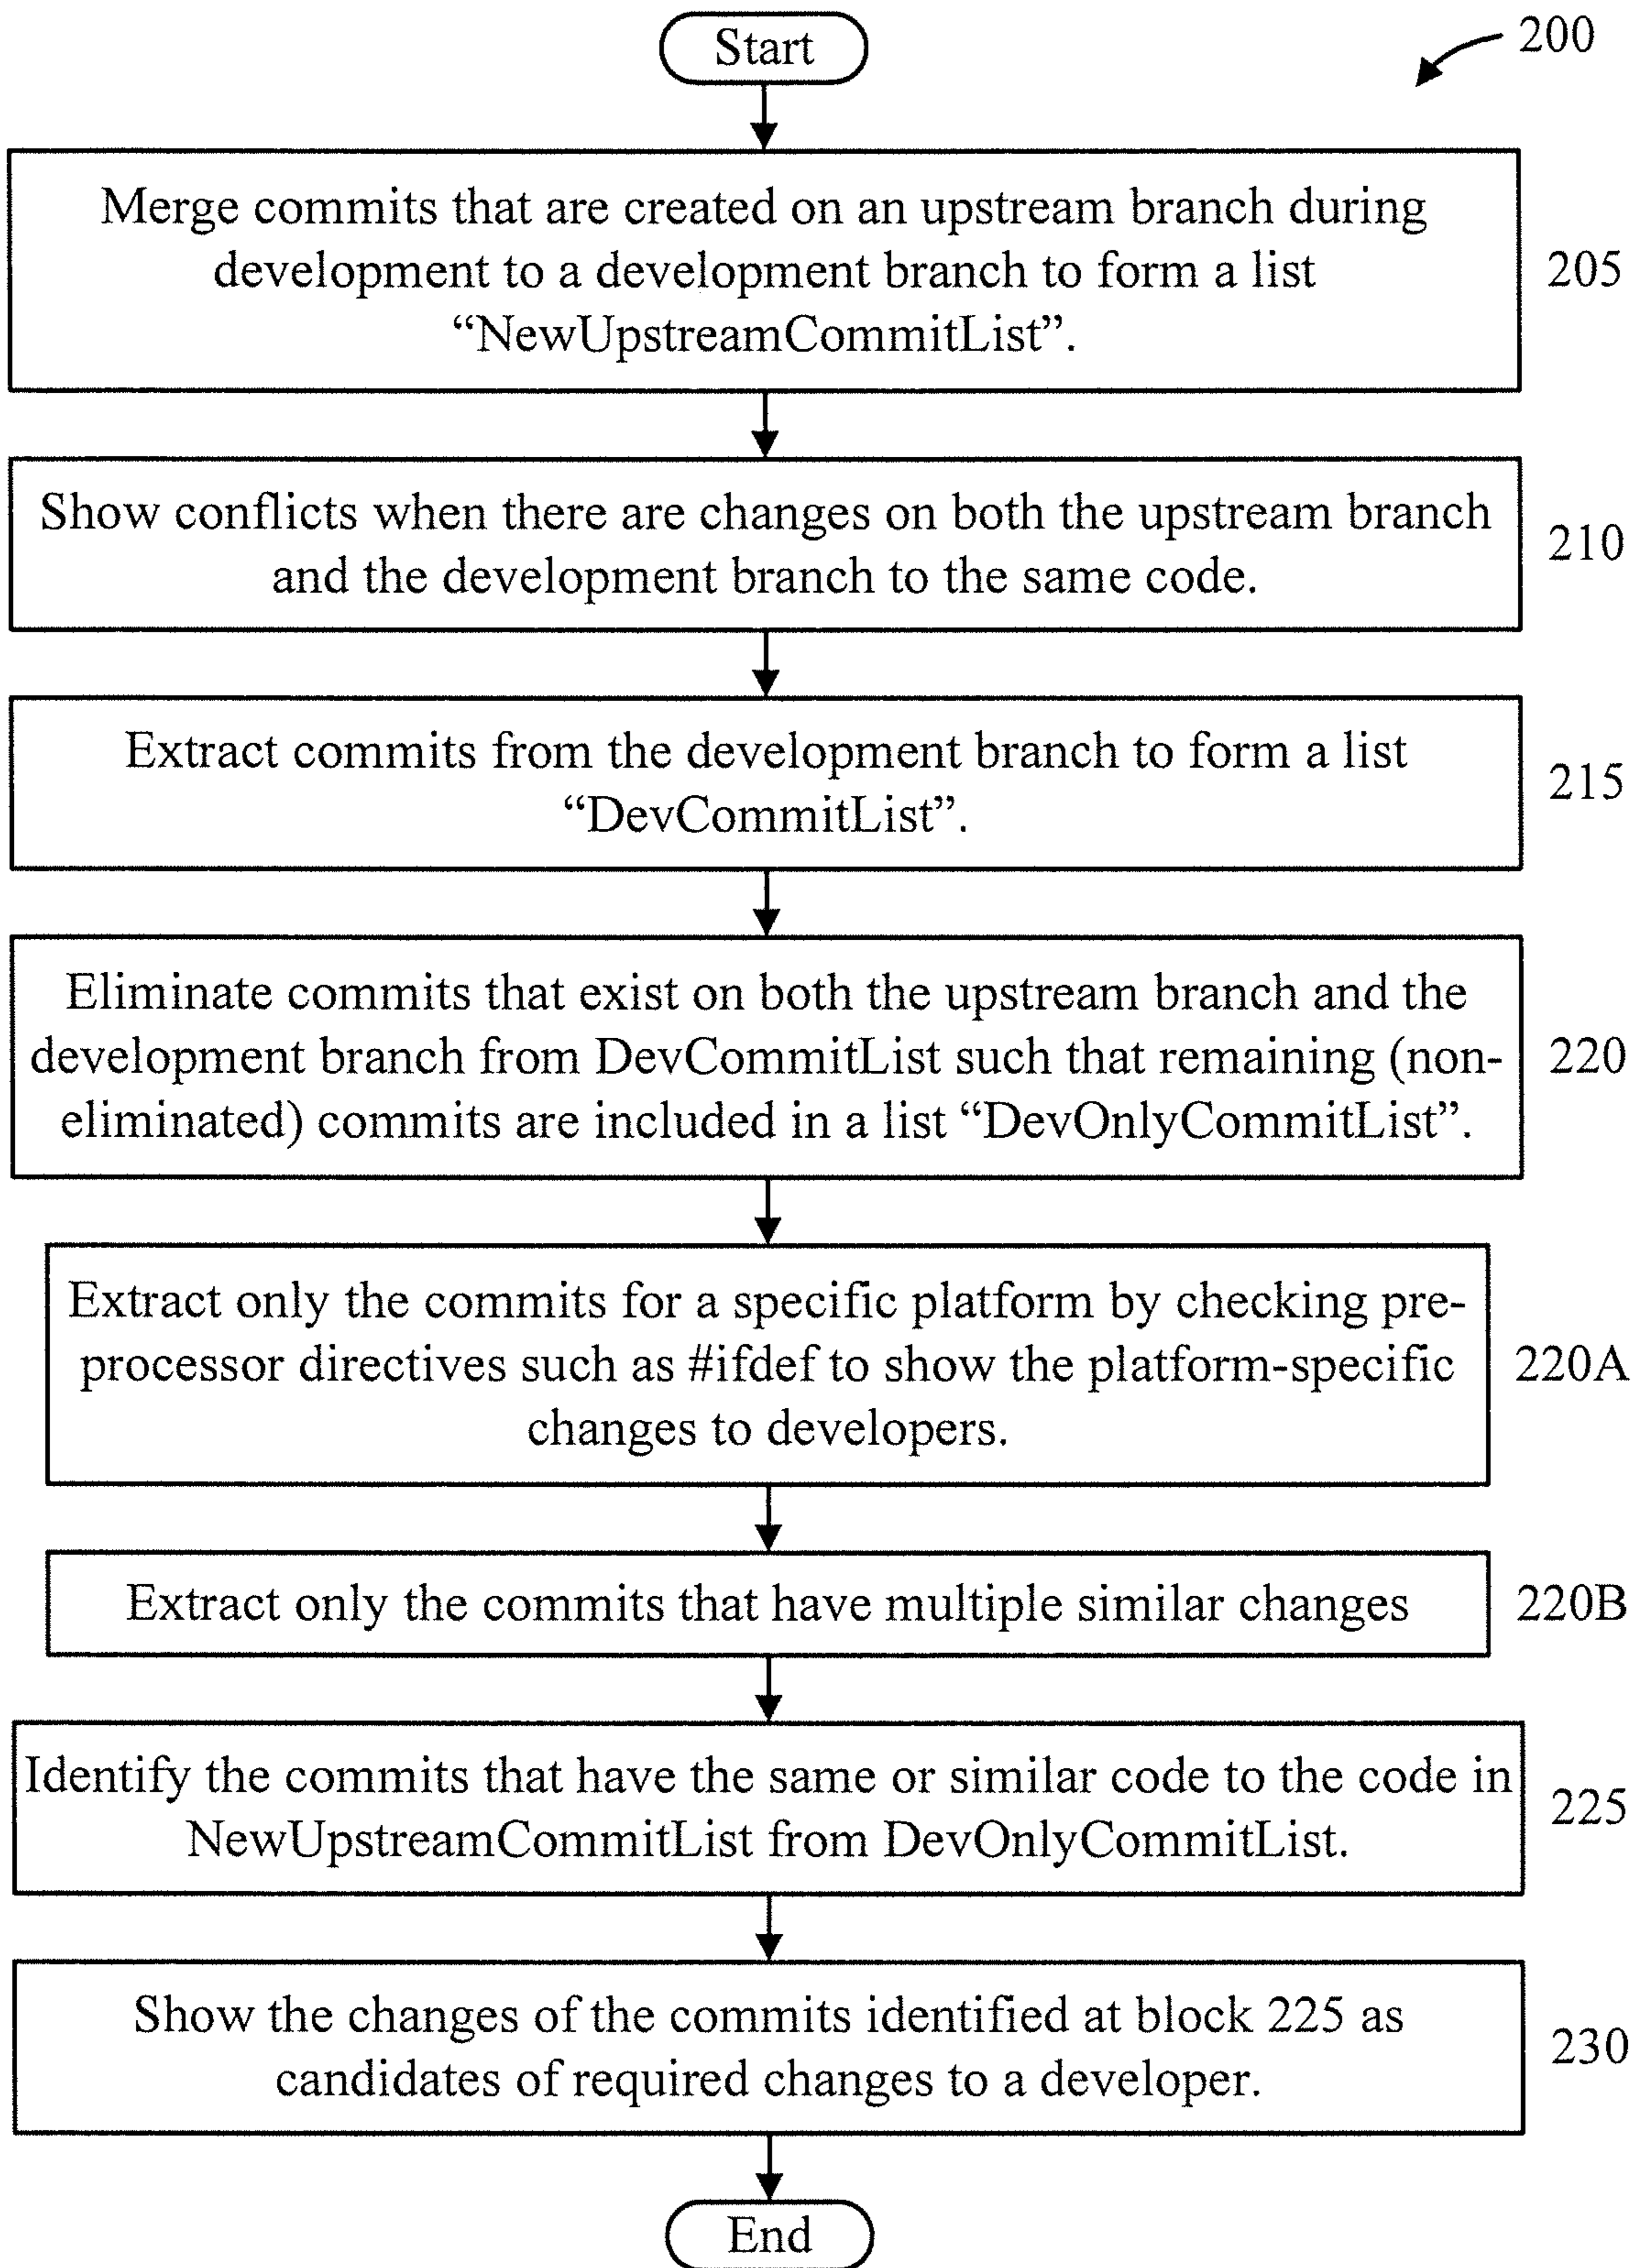 Start
200
Merge commits that are created on an upstream branch during
development to a development branch to form a list
“NewUpstreamCommitList”.
205
Show conflicts when there are changes on both the upstream branch
and the development branch to the same code.
210
Extract commits from the development branch to form a list
“DevCommitList”.
215
Eliminate commits that exist on both the upstream branch and the
development branch from DevCommitList such that remaining (non-
eliminated) commits are included in a list “DevOnlyCommitList”.
220
Extract only the commits for a specific platform by checking pre-
processor directives such as #ifdef to show the platform-specific
changes to developers.
220A
Extract only the commits that have multiple similar changes
220B
Identify the commits that have the same or similar code to the code in
NewUpstreamCommitList from DevOnlyCommitList.
225
Show the changes of the commits identified at block 225 as
candidates of required changes to a developer.
230
End